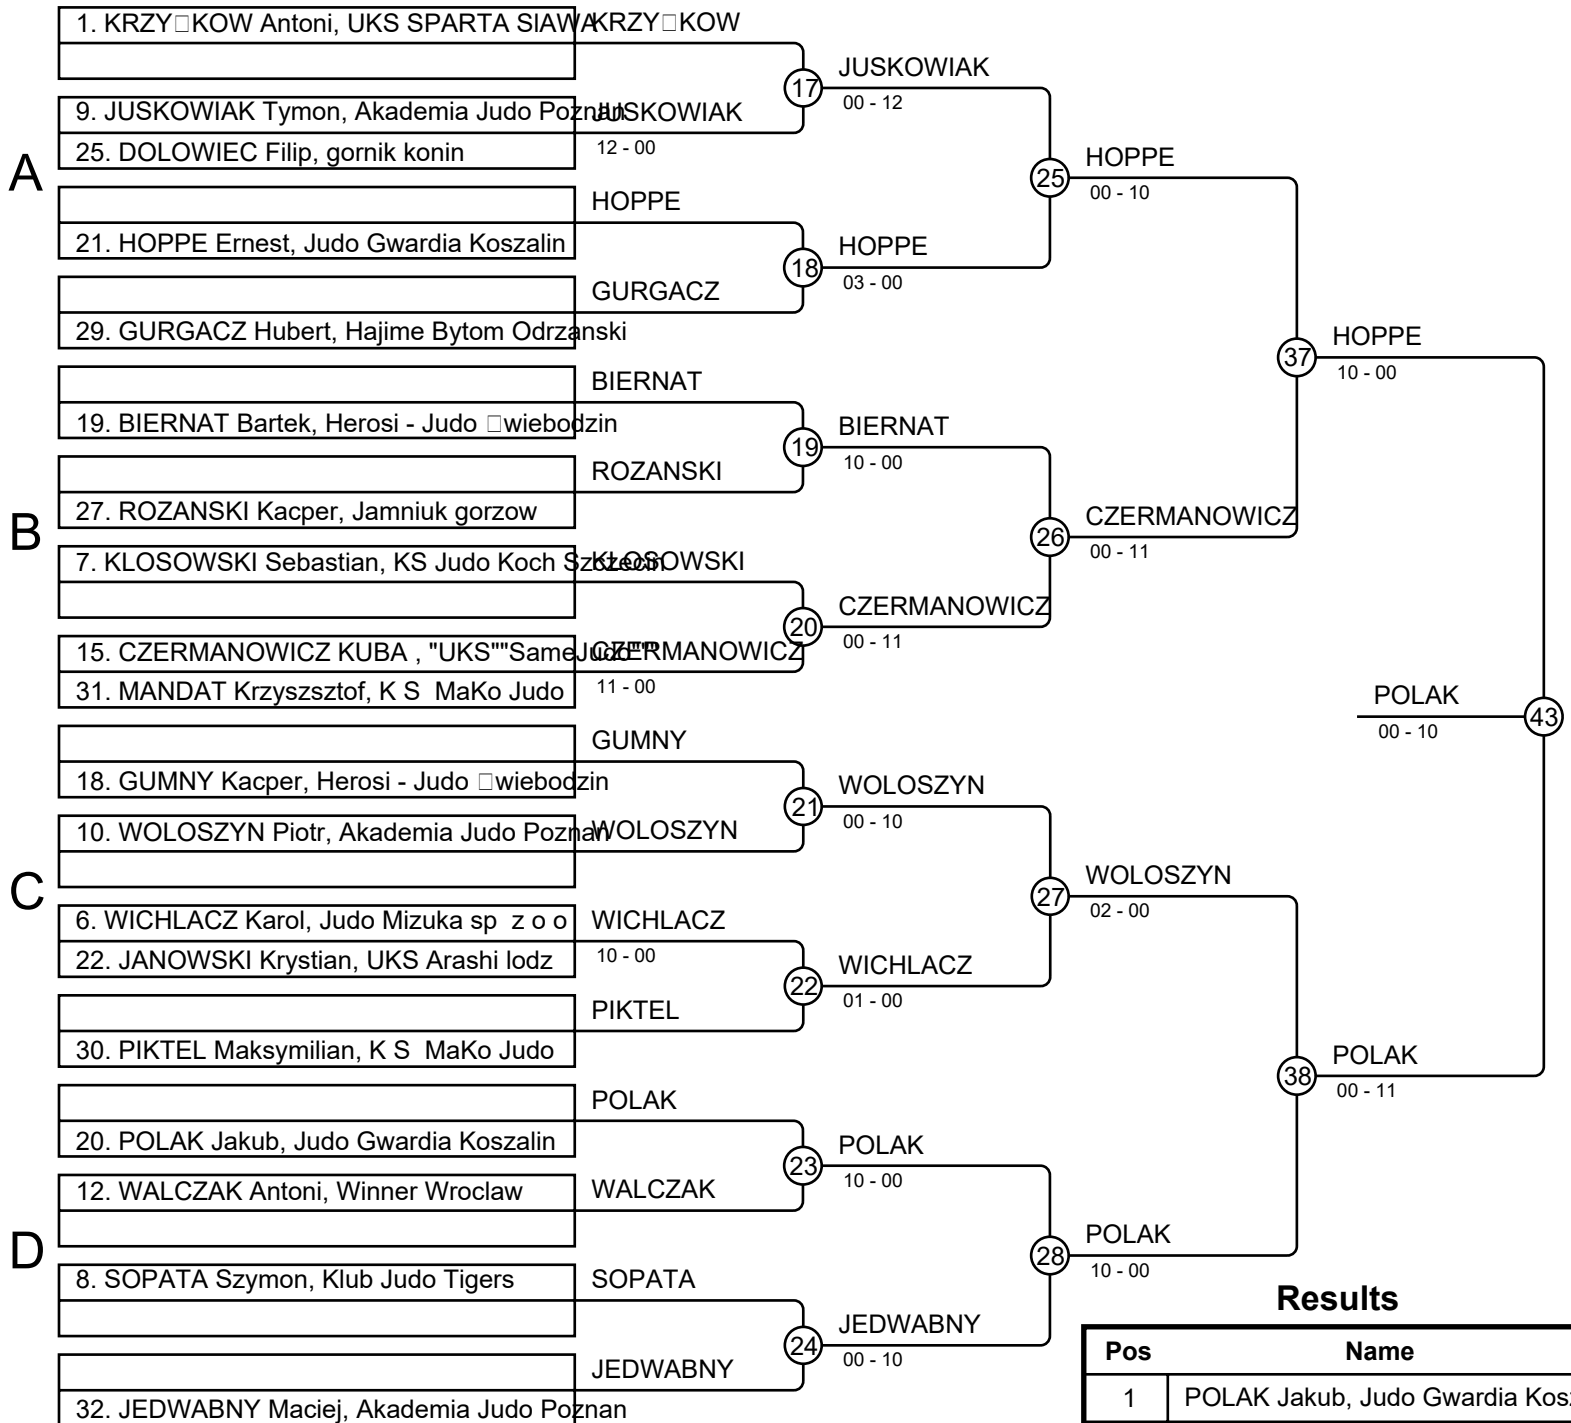 1. KRZY□KOW Antoni, UKS SPARTA SlAWA
KRZY□KOW
17
JUSKOWIAK
00 - 12
9. JUSKOWIAK Tymon, Akademia Judo Poznan
JUSKOWIAK
12 - 00
25. DOLOWIEC Filip, gornik konin
A
25
HOPPE
00 - 10
HOPPE
21. HOPPE Ernest, Judo Gwardia Koszalin
18
HOPPE
03 - 00
GURGACZ
29. GURGACZ Hubert, Hajime Bytom Odrzanski
37
HOPPE
10 - 00
BIERNAT
19. BIERNAT Bartek, Herosi - Judo □wiebodzin
19
BIERNAT
10 - 00
ROZANSKI
27. ROZANSKI Kacper, Jamniuk gorzow
B
26
CZERMANOWICZ
00 - 11
7. KLOSOWSKI Sebastian, KS Judo Koch Szczecin
KLOSOWSKI
20
CZERMANOWICZ
00 - 11
15. CZERMANOWICZ KUBA , "UKS""SameJudo"""
CZERMANOWICZ
11 - 00
31. MANDAT Krzyszsztof, K S  MaKo Judo
POLAK
00 - 10
43
GUMNY
18. GUMNY Kacper, Herosi - Judo □wiebodzin
21
WOLOSZYN
00 - 10
10. WOLOSZYN Piotr, Akademia Judo Poznan
WOLOSZYN
C
27
WOLOSZYN
02 - 00
6. WICHLACZ Karol, Judo Mizuka sp  z o o
WICHLACZ
10 - 00
22. JANOWSKI Krystian, UKS Arashi lodz
22
WICHLACZ
01 - 00
PIKTEL
30. PIKTEL Maksymilian, K S  MaKo Judo
38
POLAK
00 - 11
POLAK
20. POLAK Jakub, Judo Gwardia Koszalin
23
POLAK
10 - 00
12. WALCZAK Antoni, Winner Wroclaw
WALCZAK
D
28
POLAK
10 - 00
8. SOPATA Szymon, Klub Judo Tigers
SOPATA
24
JEDWABNY
00 - 10
JEDWABNY
32. JEDWABNY Maciej, Akademia Judo Poznan
Results
Pos Name
1 POLAK Jakub, Judo Gwardia Kosz